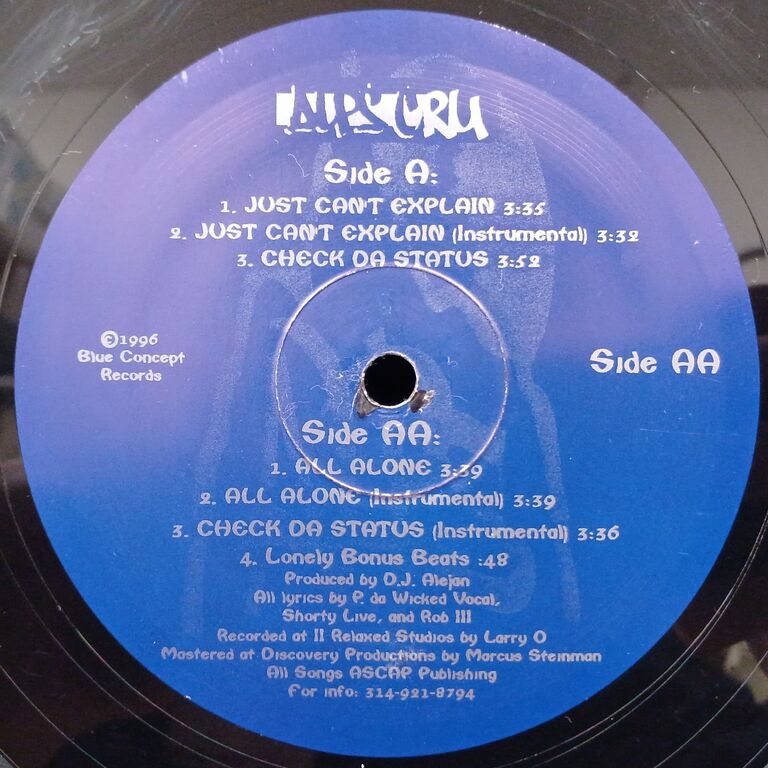 CRU
Side A:
1. JUST CAN'T EXPLAIN 3:35
2. JUST CAN'T EXPLAIN (Instrumental) 3:32
3. CHECK DA STATUS 3:52
©1996
Blue Concept
Records
Side AA
Side AA:
1. ALL ALONE 3:39
2. ALL ALONE (Instrumental) 3:39
3. CHECK DA STATUS (Instrumental) 3:36
4. Lonely Bonus Beats :48
Produced by D.J. Alejan
All lyrics by P. da Wicked Vocal,
Shorty Live, and Rob III
Recorded at II Relaxed Studios by Larry O
Mastered at Discovery Productions by Marcus Steinman
All Songs ASCAP Publishing
For info: 314-921-8794